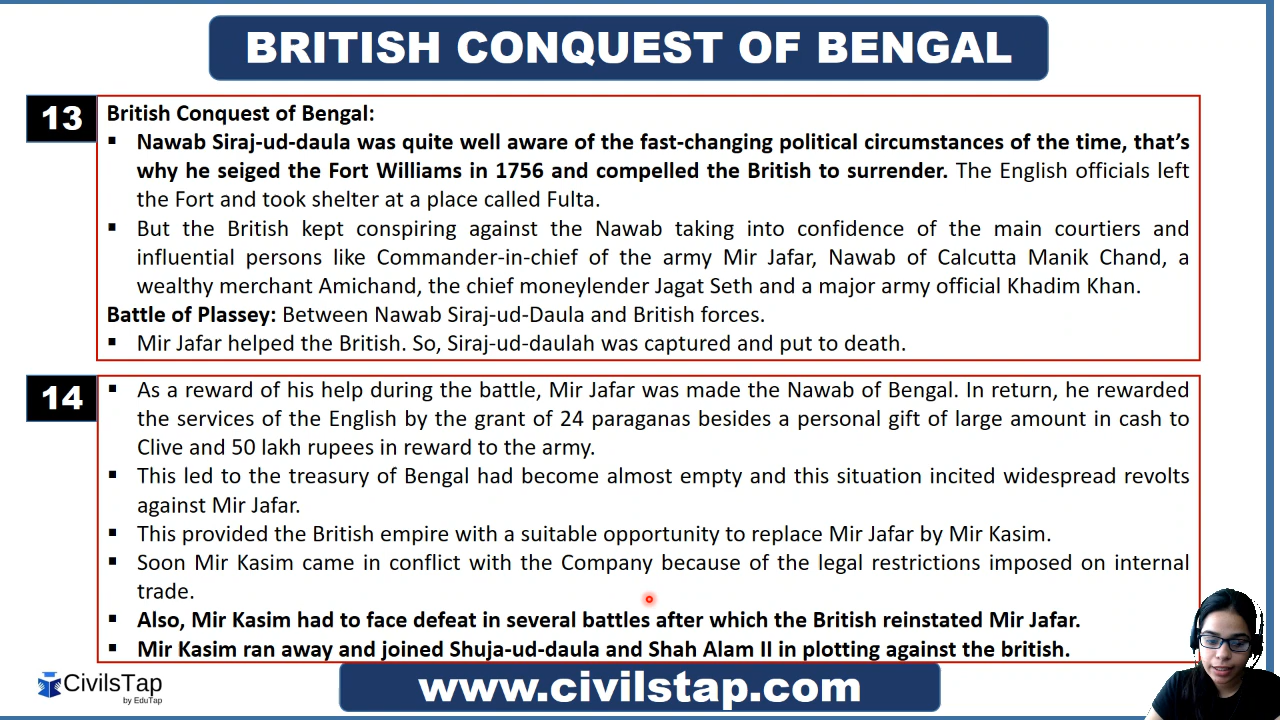 BRITISH CONQUEST OF BENGAL
13
British Conquest of Bengal:
▪ Nawab Siraj-ud-daula was quite well aware of the fast-changing political circumstances of the time, that's
why he seiged the Fort Williams in 1756 and compelled the British to surrender. The English officials left
the Fort and took shelter at a place called Fulta.
▪ But the British kept conspiring against the Nawab taking into confidence of the main courtiers and
influential persons like Commander-in-chief of the army Mir Jafar, Nawab of Calcutta Manik Chand, a
wealthy merchant Amichand, the chief moneylender Jagat Seth and a major army official Khadim Khan.
Battle of Plassey: Between Nawab Siraj-ud-Daula and British forces.
▪ Mir Jafar helped the British. So, Siraj-ud-daulah was captured and put to death.
14
▪ As a reward of his help during the battle, Mir Jafar was made the Nawab of Bengal. In return, he rewarded
the services of the English by the grant of 24 paraganas besides a personal gift of large amount in cash to
Clive and 50 lakh rupees in reward to the army.
▪ This led to the treasury of Bengal had become almost empty and this situation incited widespread revolts
against Mir Jafar.
▪ This provided the British empire with a suitable opportunity to replace Mir Jafar by Mir Kasim.
▪ Soon Mir Kasim came in conflict with the Company because of the legal restrictions imposed on internal
trade.
▪ Also, Mir Kasim had to face defeat in several battles after which the British reinstated Mir Jafar.
▪ Mir Kasim ran away and joined Shuja-ud-daula and Shah Alam II in plotting against the british.
CivilsTap
by EduTap
www.civilstap.com